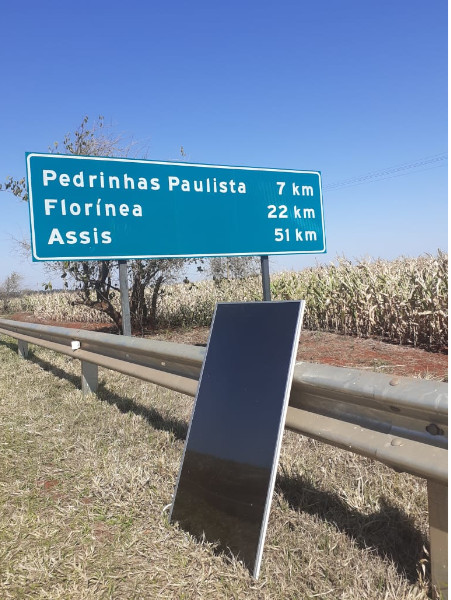 Pedrinhas Paulista 7 km
Florínea 22 km
Assis 51 km